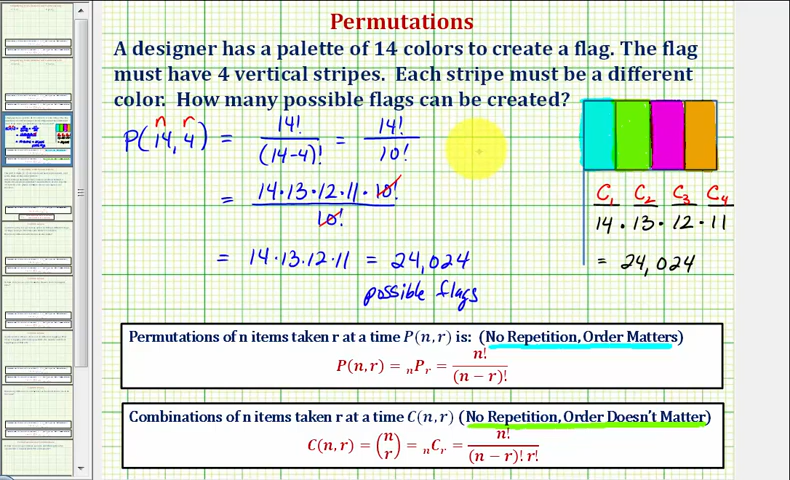 Permutations
A designer has a palette of 14 colors to create a flag. The flag
must have 4 vertical stripes. Each stripe must be a different
color. How many possible flags can be created?
n r
P(14, 4) = 14!/(14-4)! = 14!/10!
= 14·13·12·11·10!/10!
= 14·13·12·11 = 24,024
possible flags
C₁ C₂ C₃ C₄
14 · 13 · 12 · 11
= 24,024
Permutations of n items taken r at a time P(n, r) is: (No Repetition, Order Matters)
P(n, r) = ₙPᵣ = n!/(n − r)!
Combinations of n items taken r at a time C(n, r) (No Repetition, Order Doesn't Matter)
C(n, r) = (n r) = ₙCᵣ = n!/(n − r)! r!